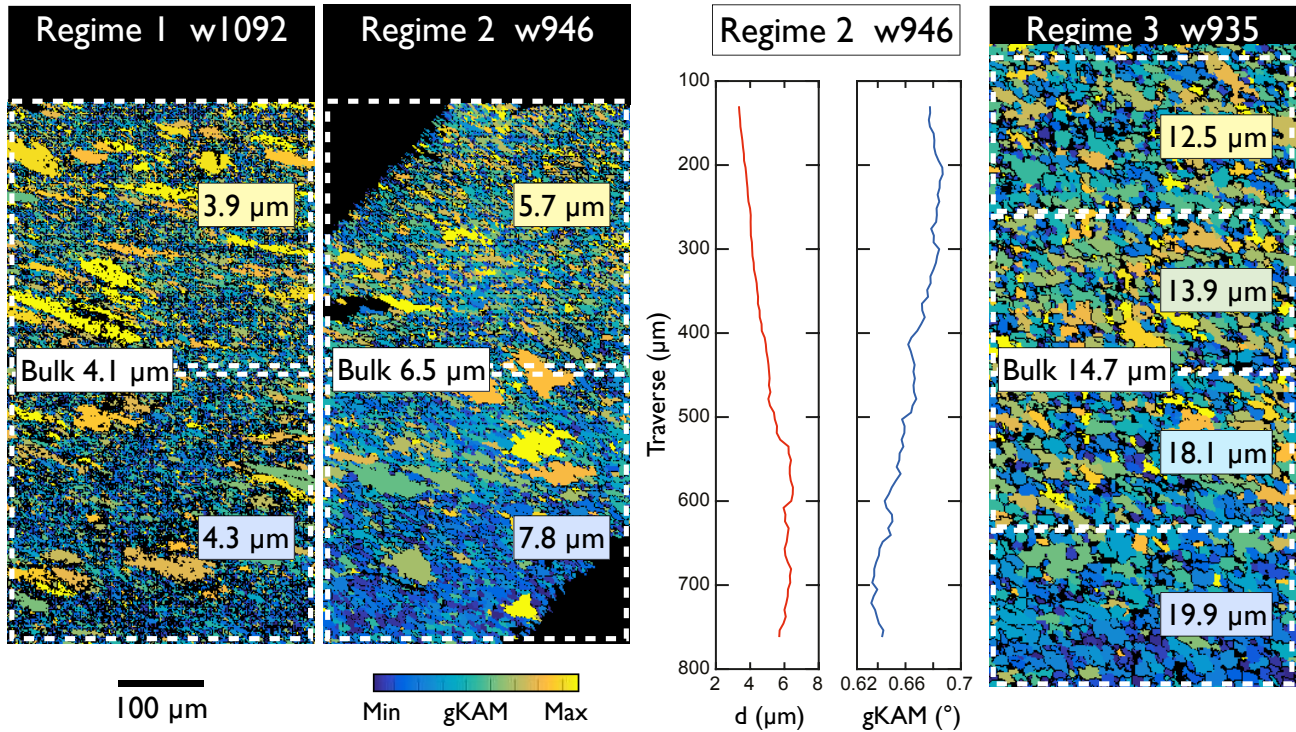 Regime 1 w1092
3.9 µm
Bulk 4.1 µm
4.3 µm
100 µm
Regime 2 w946
5.7 µm
Bulk 6.5 µm
7.8 µm
Min gKAM Max
Regime 2 w946
Traverse (µm)
100
200
300
400
500
600
700
800
2 4 6 8
d (µm)
0.62 0.66 0.7
gKAM (°)
Regime 3 w935
12.5 µm
13.9 µm
Bulk 14.7 µm
18.1 µm
19.9 µm